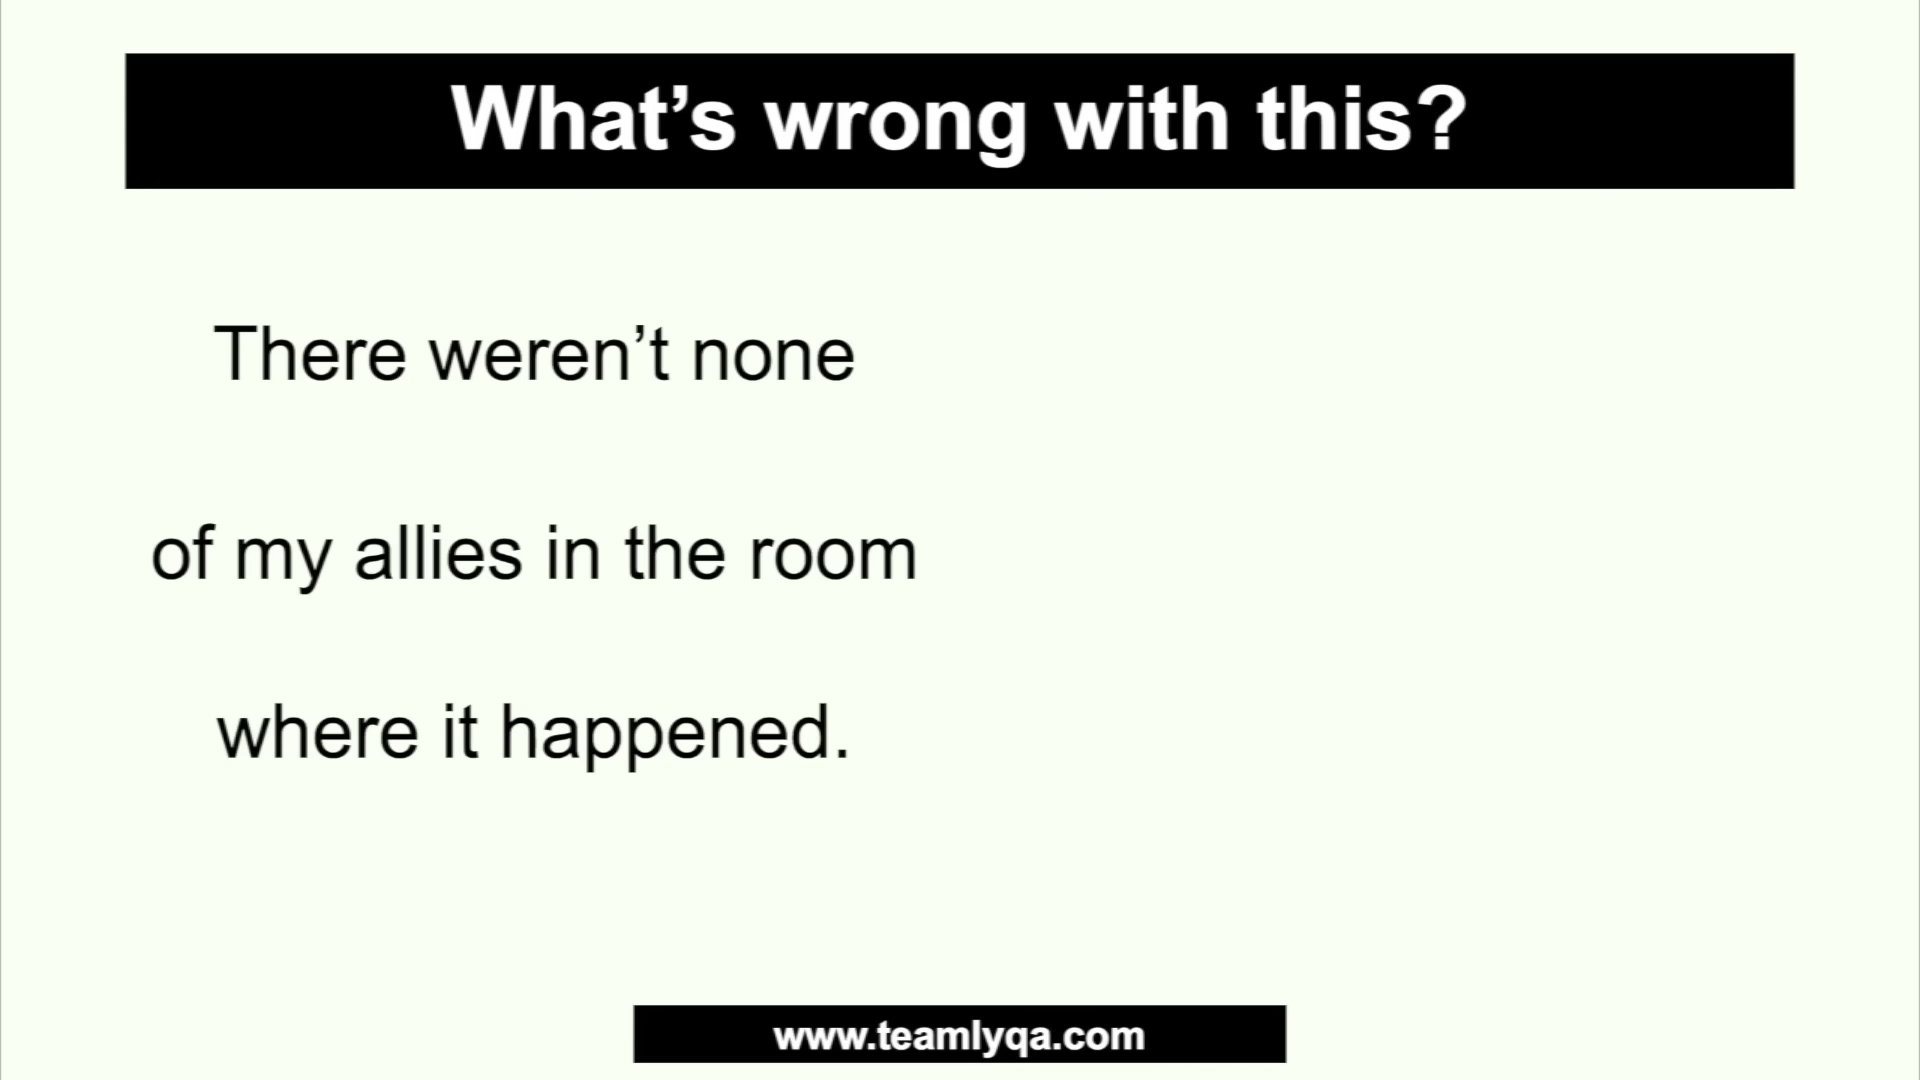 What’s wrong with this?
There weren’t none
of my allies in the room
where it happened.
www.teamlyqa.com